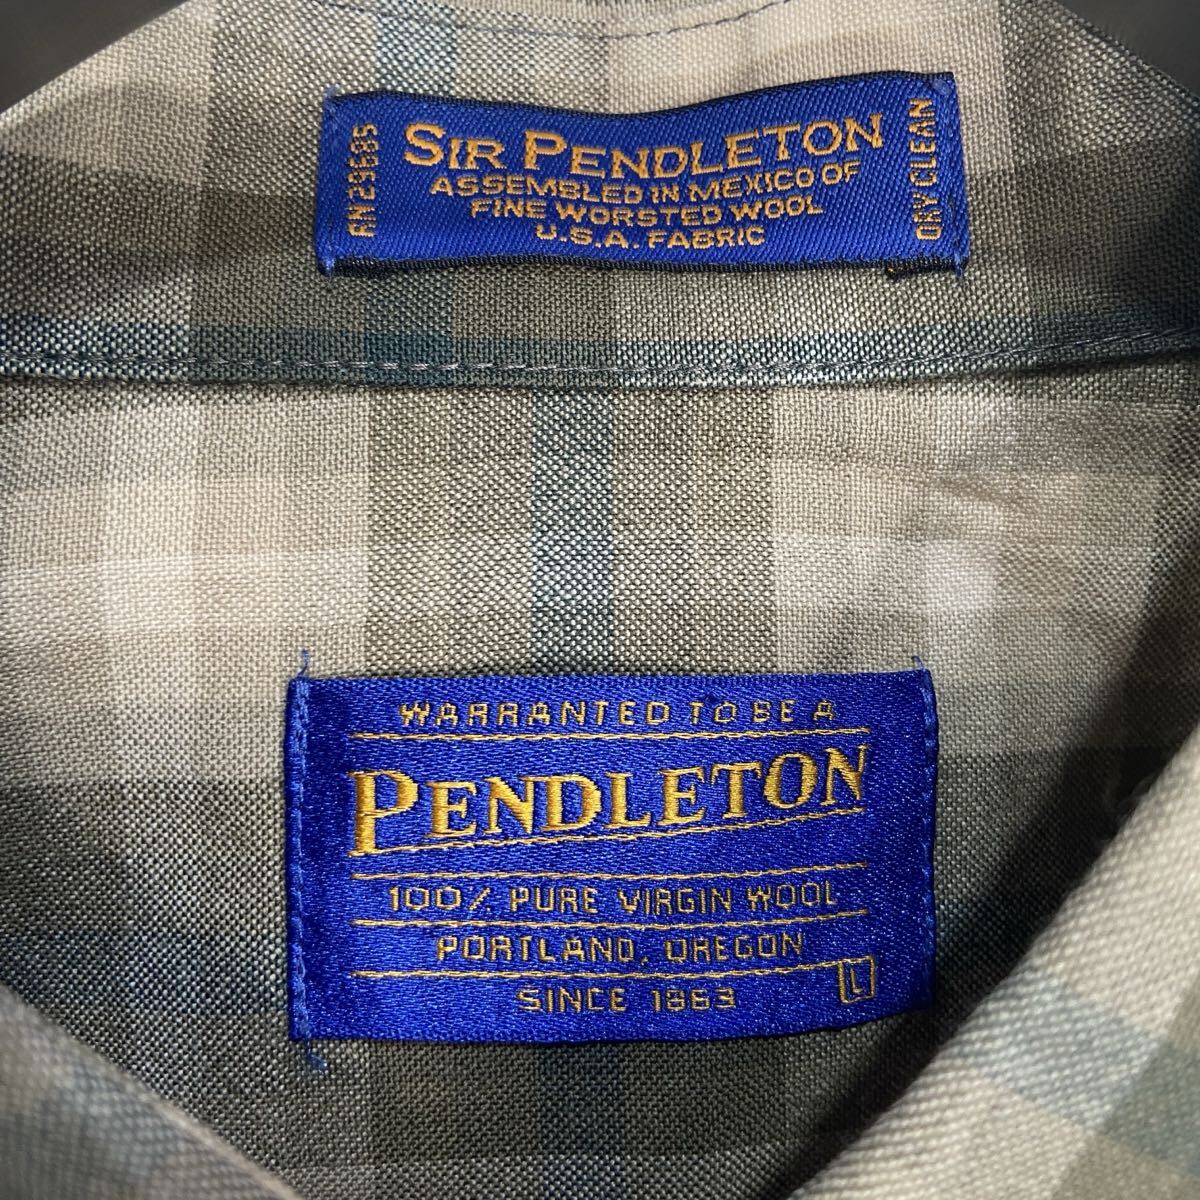 RN 29685
SIR PENDLETON
ASSEMBLED IN MEXICO OF
FINE WORSTED WOOL
U.S.A. FABRIC
DRY CLEAN
WARRANTED TO BE A
PENDLETON
100% PURE VIRGIN WOOL
PORTLAND, OREGON
SINCE 1863
L